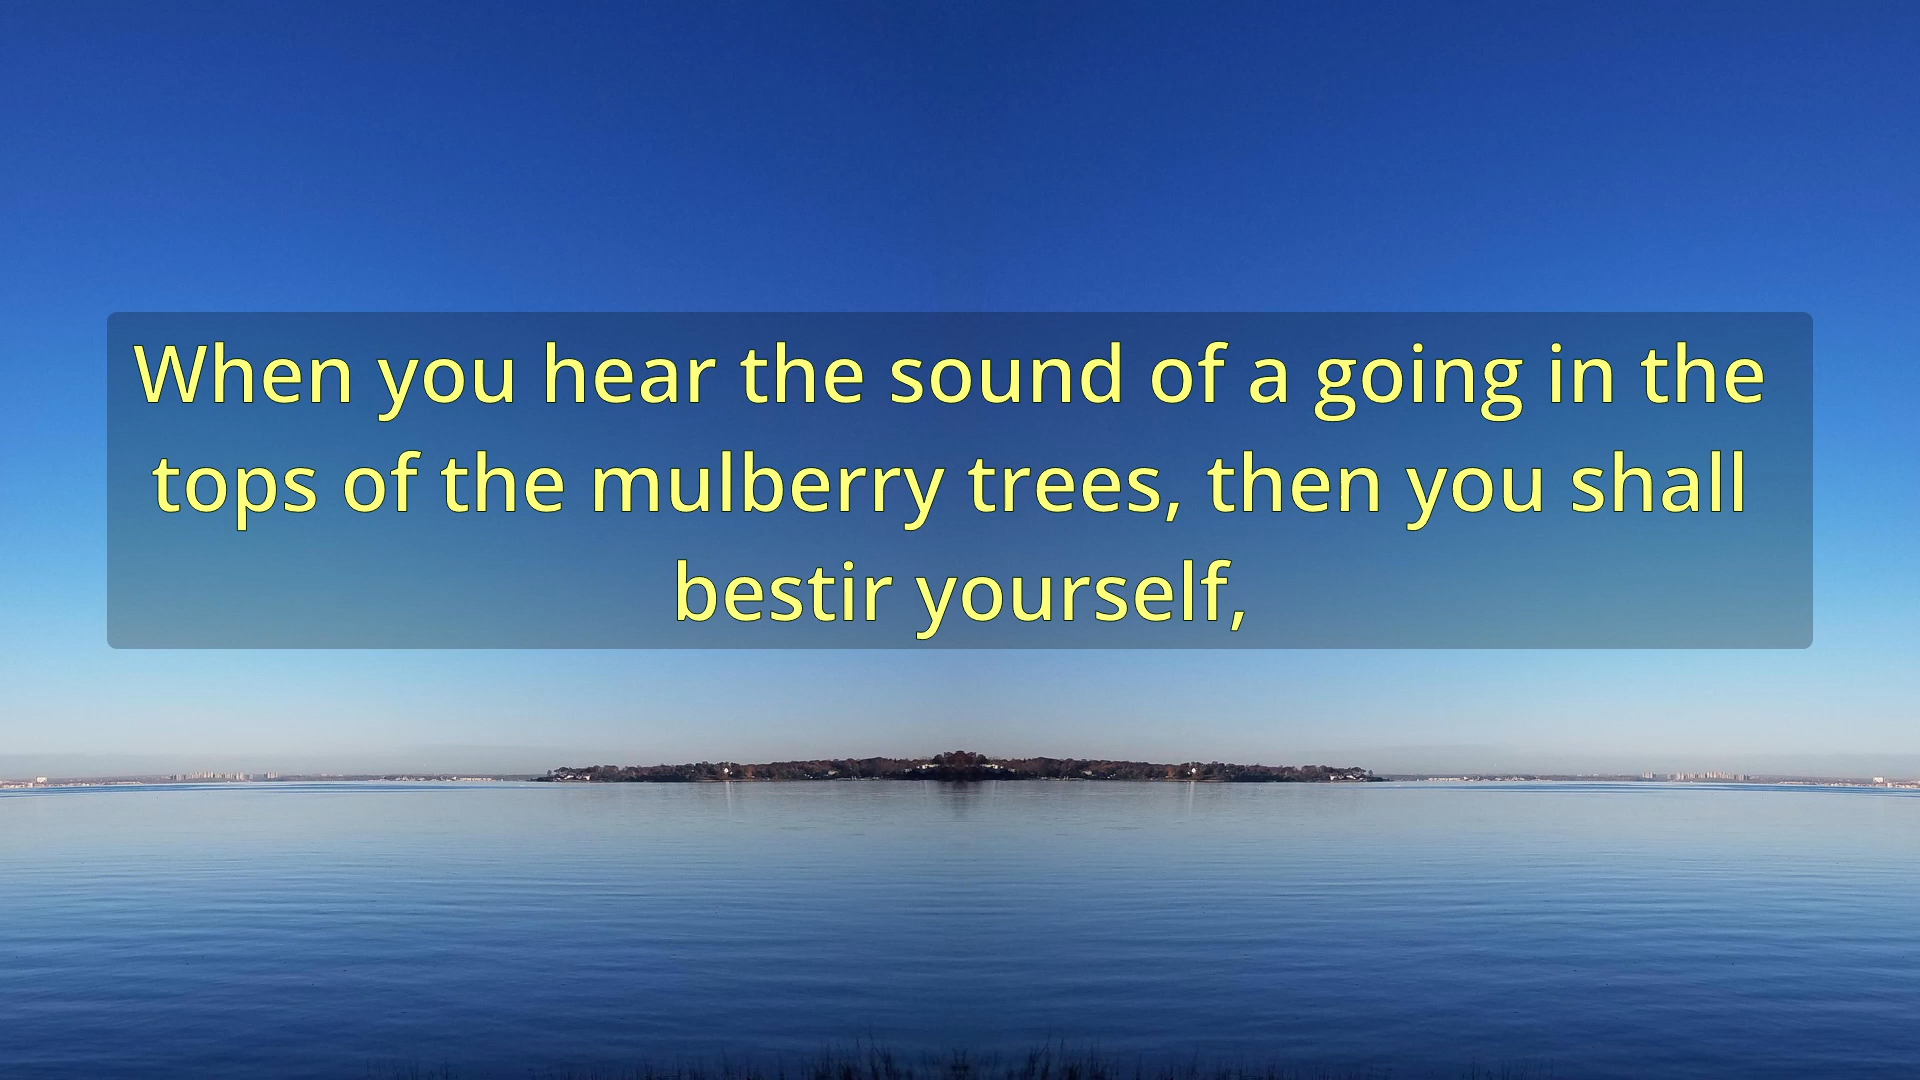 When you hear the sound of a going in the
tops of the mulberry trees, then you shall
bestir yourself,